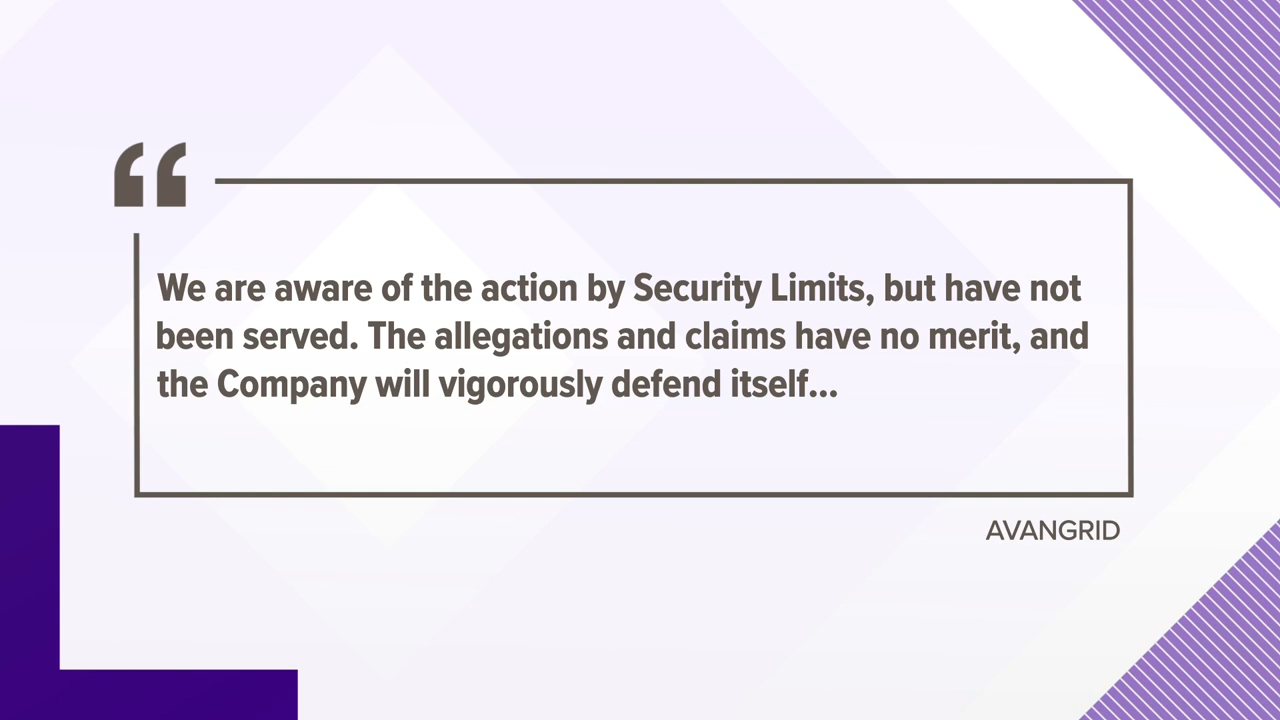 “
We are aware of the action by Security Limits, but have not
been served. The allegations and claims have no merit, and
the Company will vigorously defend itself...
AVANGRID